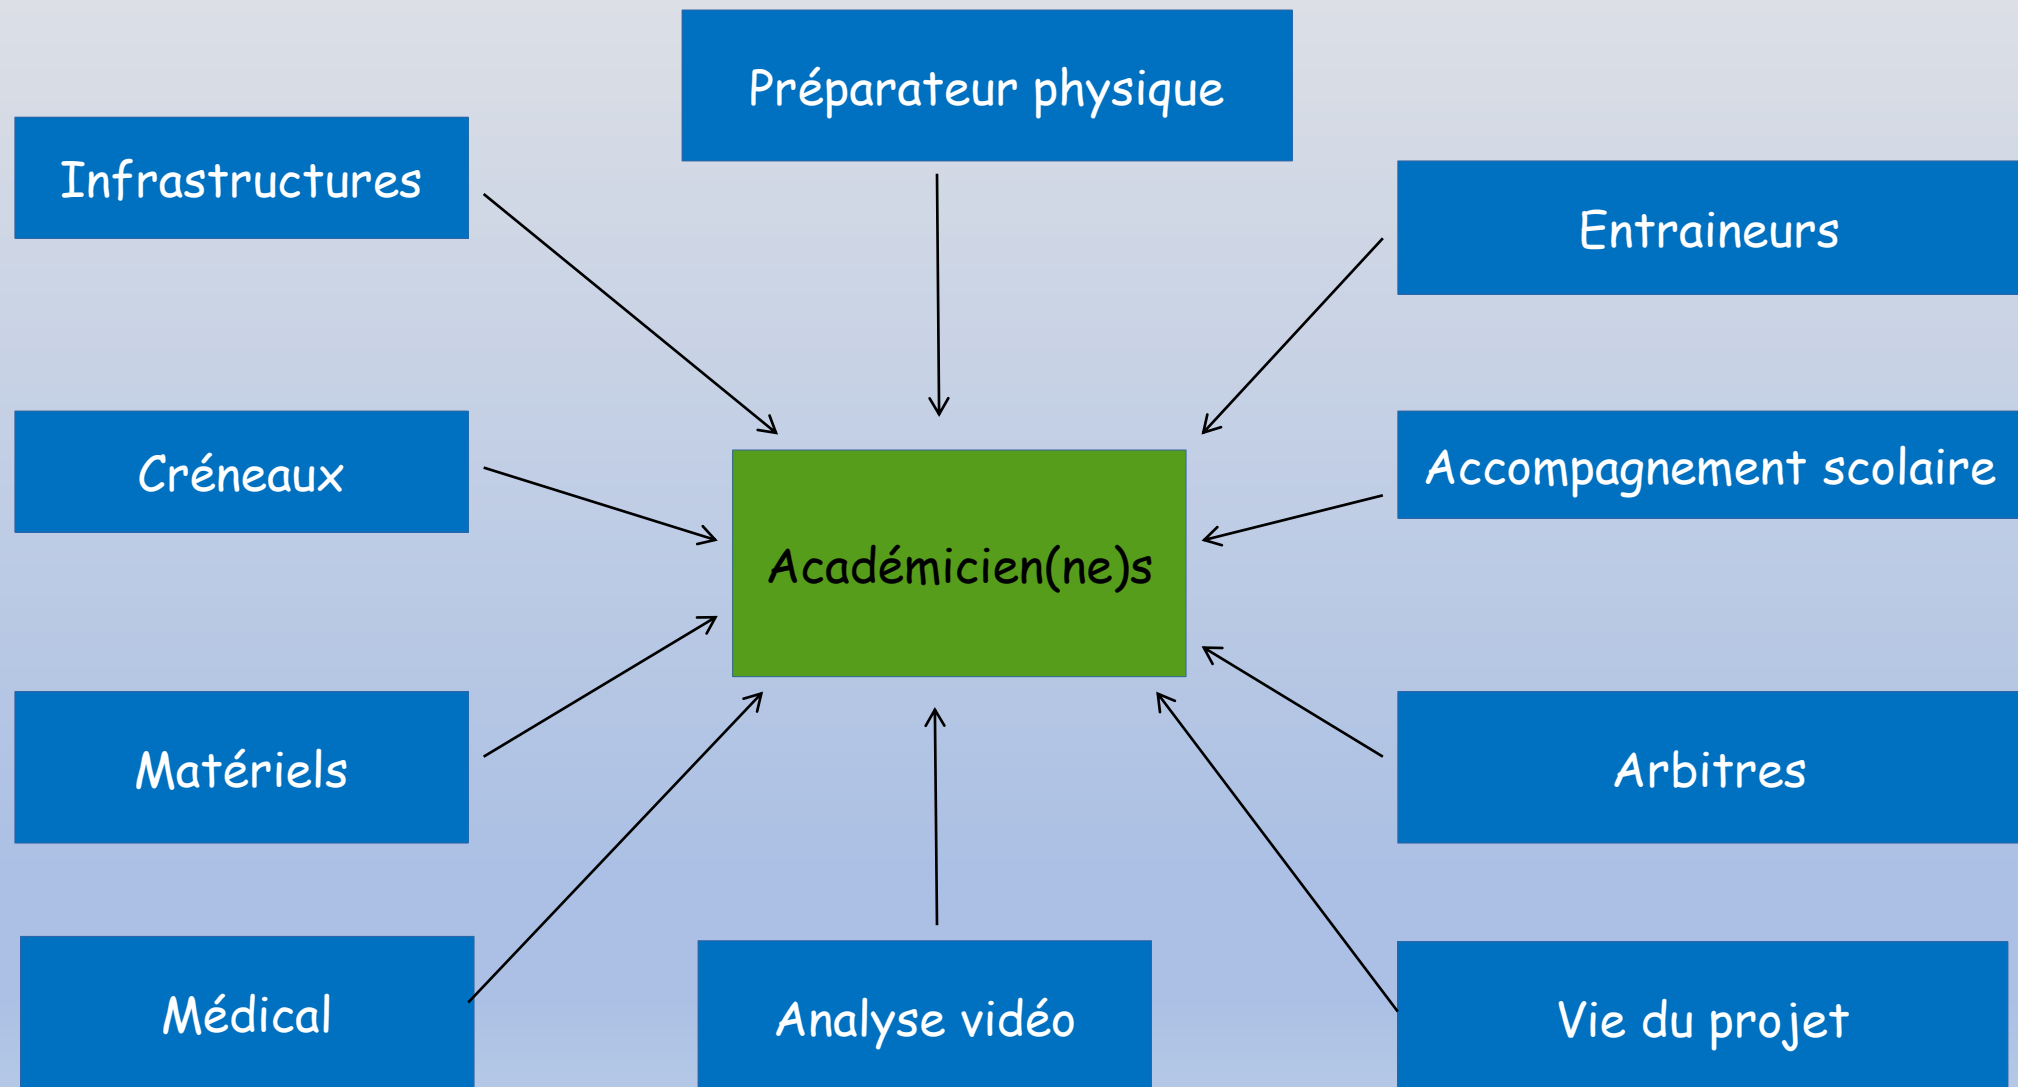 Préparateur physique
Infrastructures
Entraineurs
Créneaux
Accompagnement scolaire
Académicien(ne)s
Matériels
Arbitres
Médical
Analyse vidéo
Vie du projet